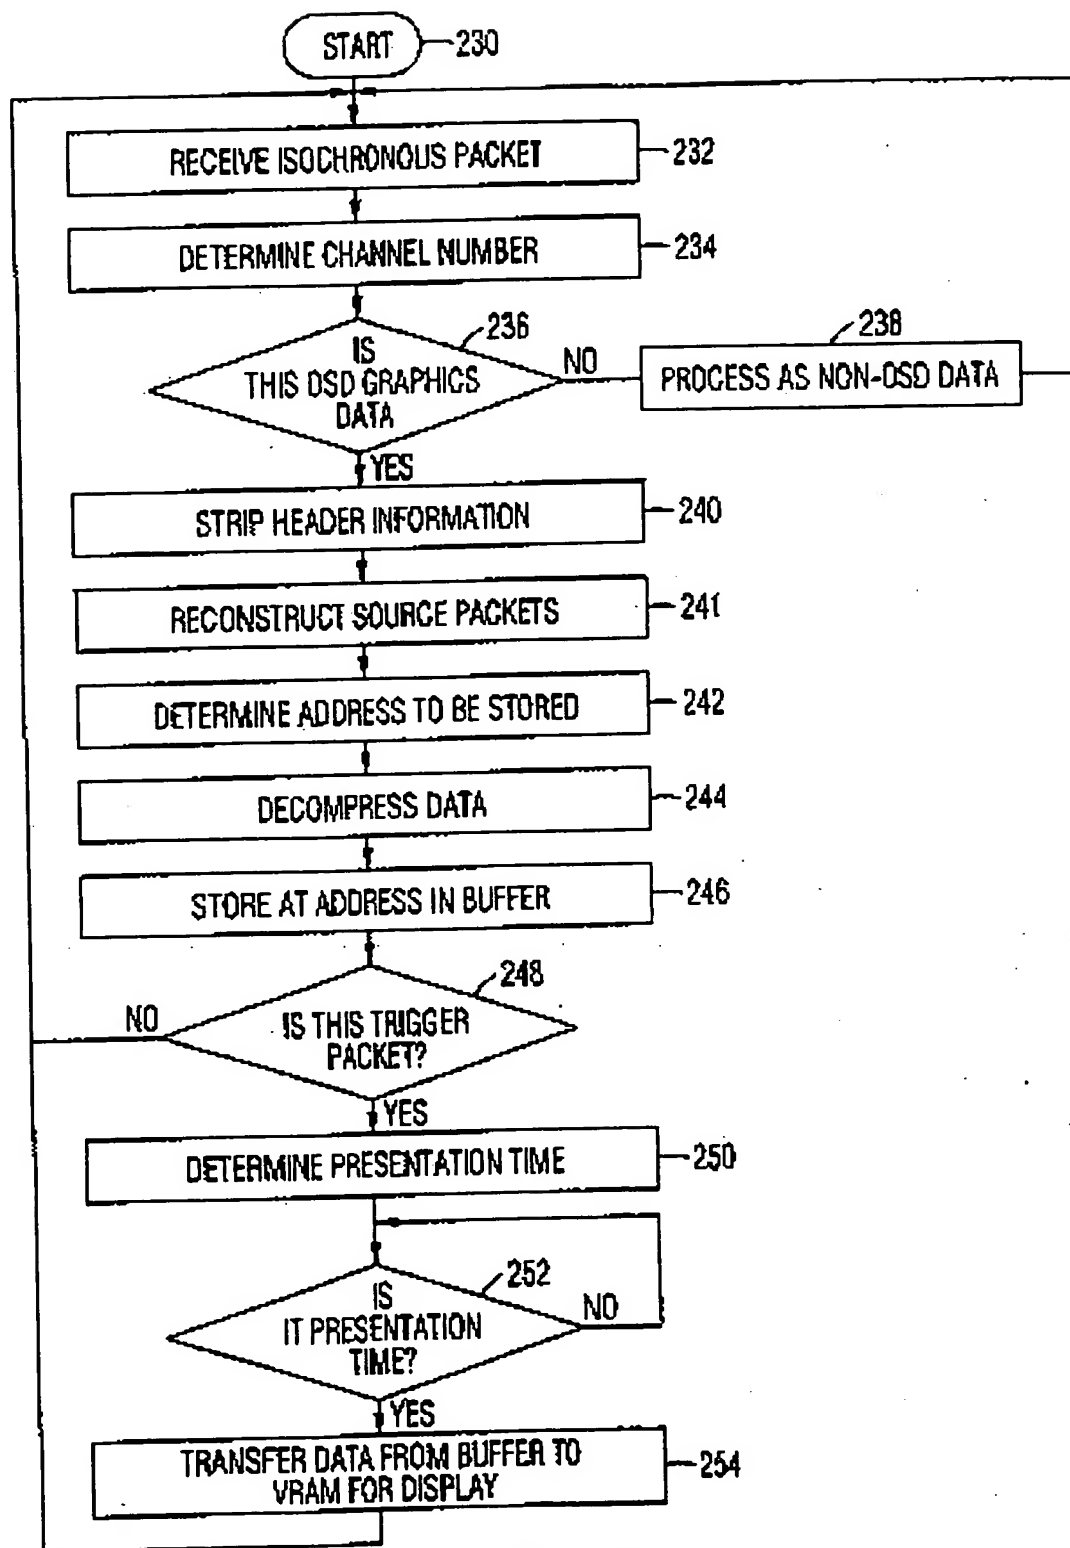 START
230
RECEIVE ISOCHRONOUS PACKET
232
DETERMINE CHANNEL NUMBER
234
236
IS
THIS OSD GRAPHICS
DATA
NO
238
PROCESS AS NON-OSD DATA
YES
STRIP HEADER INFORMATION
240
RECONSTRUCT SOURCE PACKETS
241
DETERMINE ADDRESS TO BE STORED
242
DECOMPRESS DATA
244
STORE AT ADDRESS IN BUFFER
246
248
NO
IS THIS TRIGGER
PACKET?
YES
DETERMINE PRESENTATION TIME
250
252
IS
IT PRESENTATION
TIME?
NO
YES
TRANSFER DATA FROM BUFFER TO
VRAM FOR DISPLAY
254